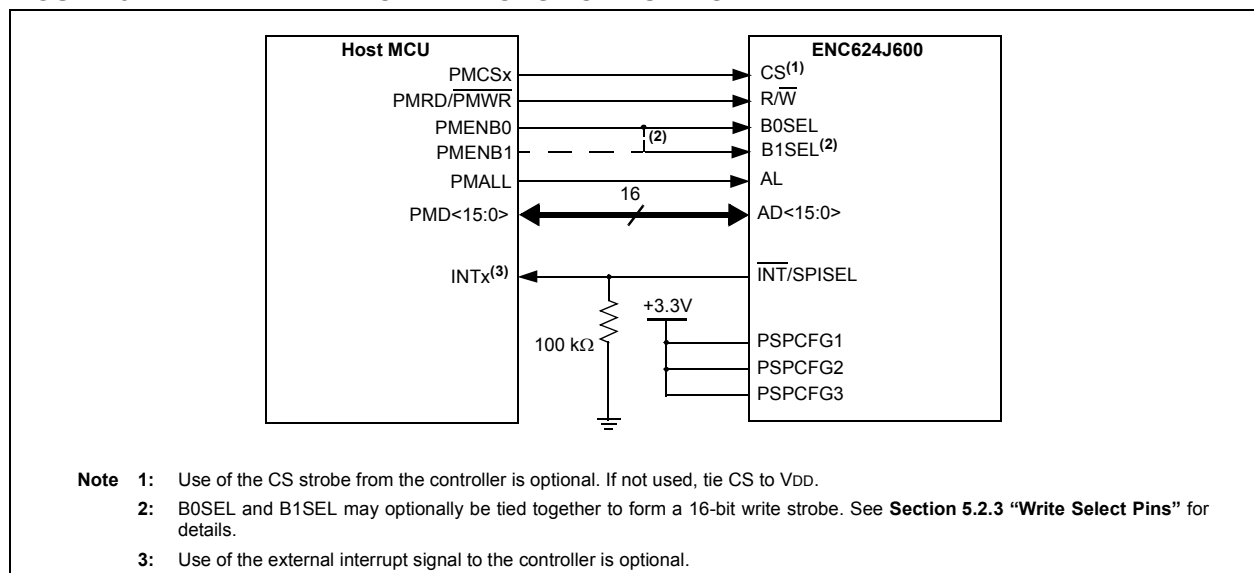 Host MCU
ENC624J600
PMCSx
CS(1)
PMRD/PMWR
R/W
PMENB0
B0SEL
(2)
PMENB1
B1SEL(2)
PMALL
AL
16
PMD<15:0>
AD<15:0>
INTx(3)
INT/SPISEL
+3.3V
100 kΩ
PSPCFG1
PSPCFG2
PSPCFG3
Note 1: Use of the CS strobe from the controller is optional. If not used, tie CS to VDD.
2: B0SEL and B1SEL may optionally be tied together to form a 16-bit write strobe. See Section 5.2.3 “Write Select Pins” for
details.
3: Use of the external interrupt signal to the controller is optional.